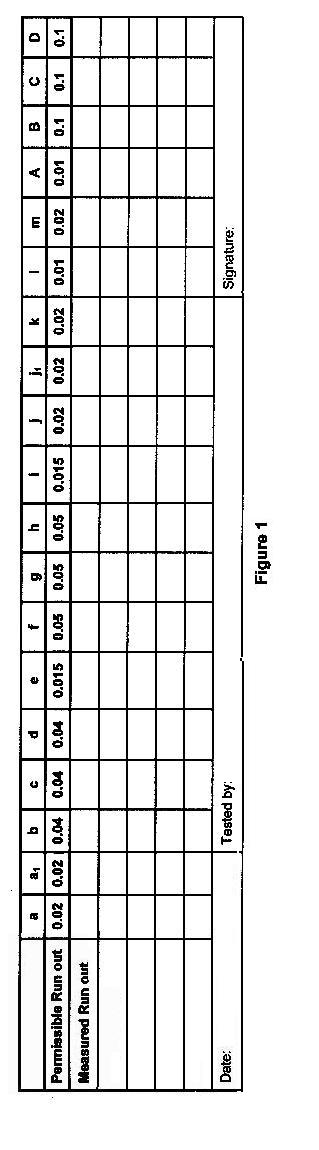 a a₁ b c d e f g h i j j₁ k l m A B C D
Permissible Run out 0.02 0.02 0.04 0.04 0.04 0.015 0.05 0.05 0.05 0.015 0.02 0.02 0.02 0.01 0.02 0.01 0.1 0.1 0.1
Measured Run out
Date: Tested by: Signature:
Figure 1